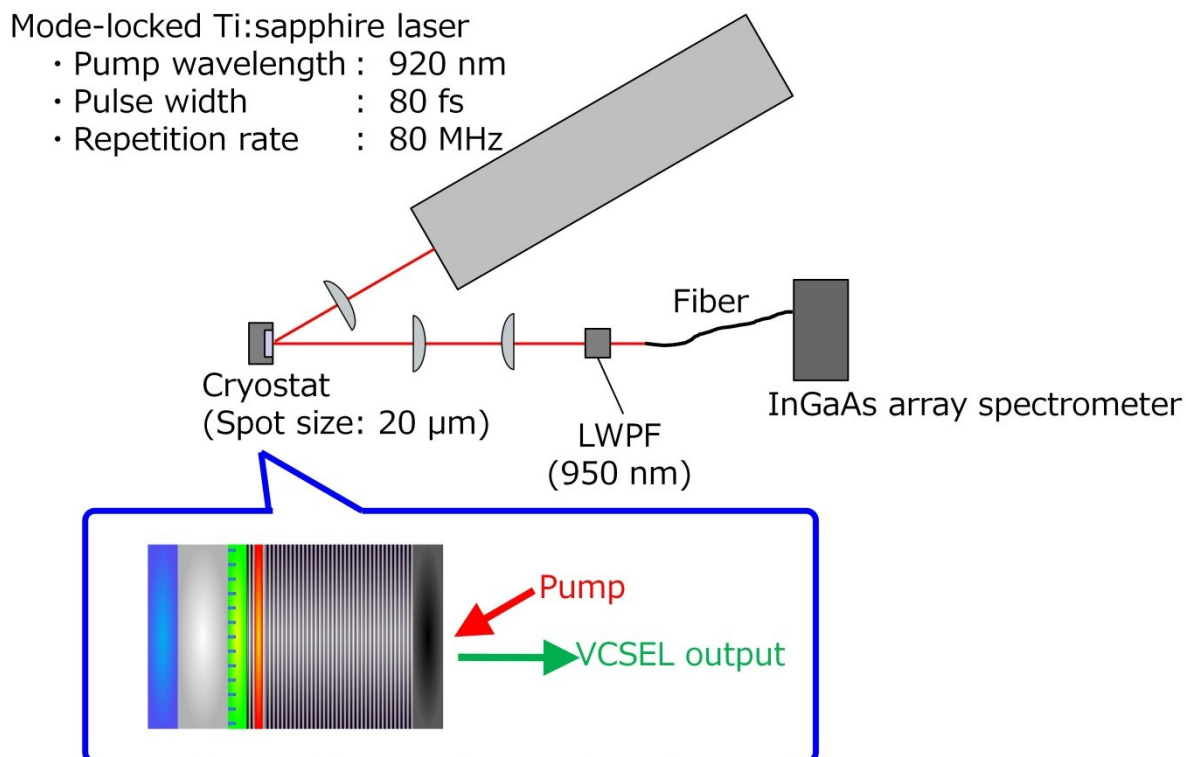 Mode-locked Ti:sapphire laser
・Pump wavelength : 920 nm
・Pulse width : 80 fs
・Repetition rate : 80 MHz
Fiber
Cryostat
(Spot size: 20 μm)
LWPF
(950 nm)
InGaAs array spectrometer
Pump
VCSEL output